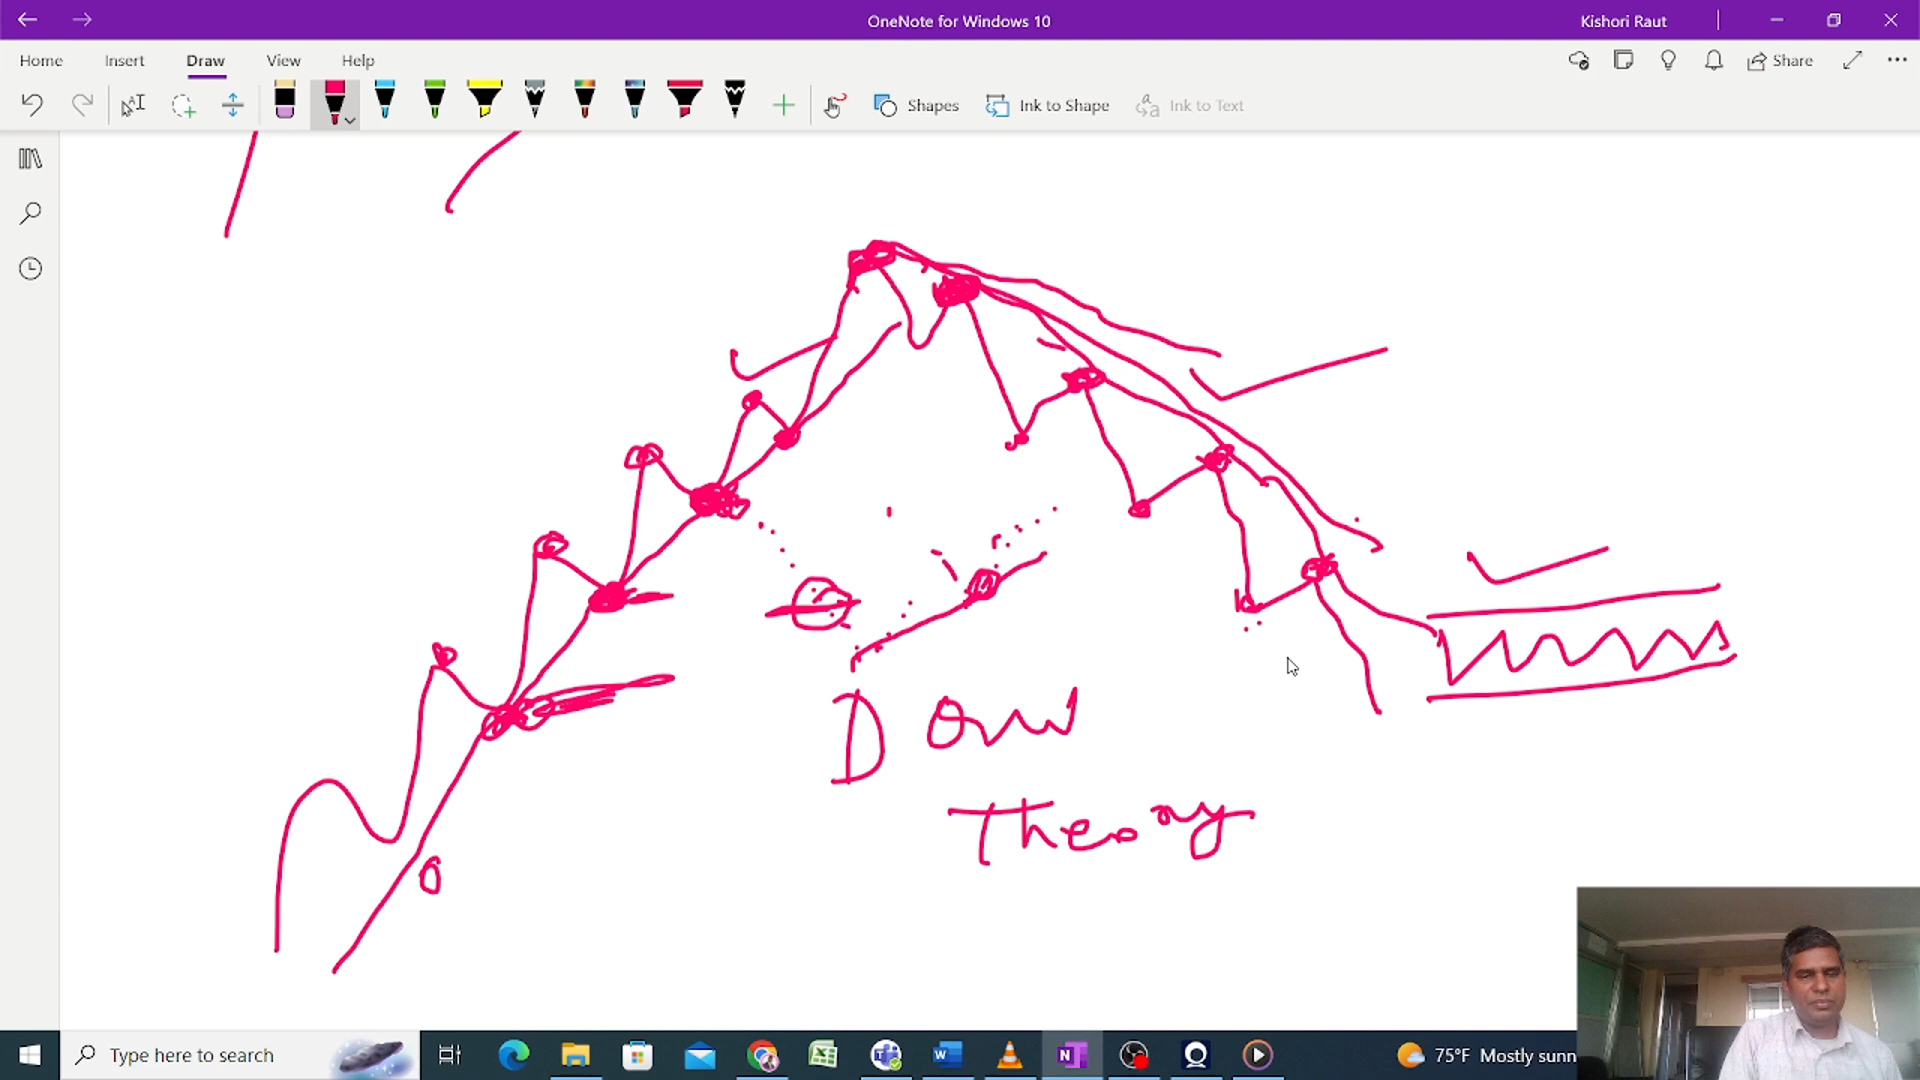 OneNote for Windows 10
Kishori Raut
Home Insert Draw View Help
Share
Shapes Ink to Shape Ink to Text
Dow
Theory
Type here to search
75°F Mostly sunn